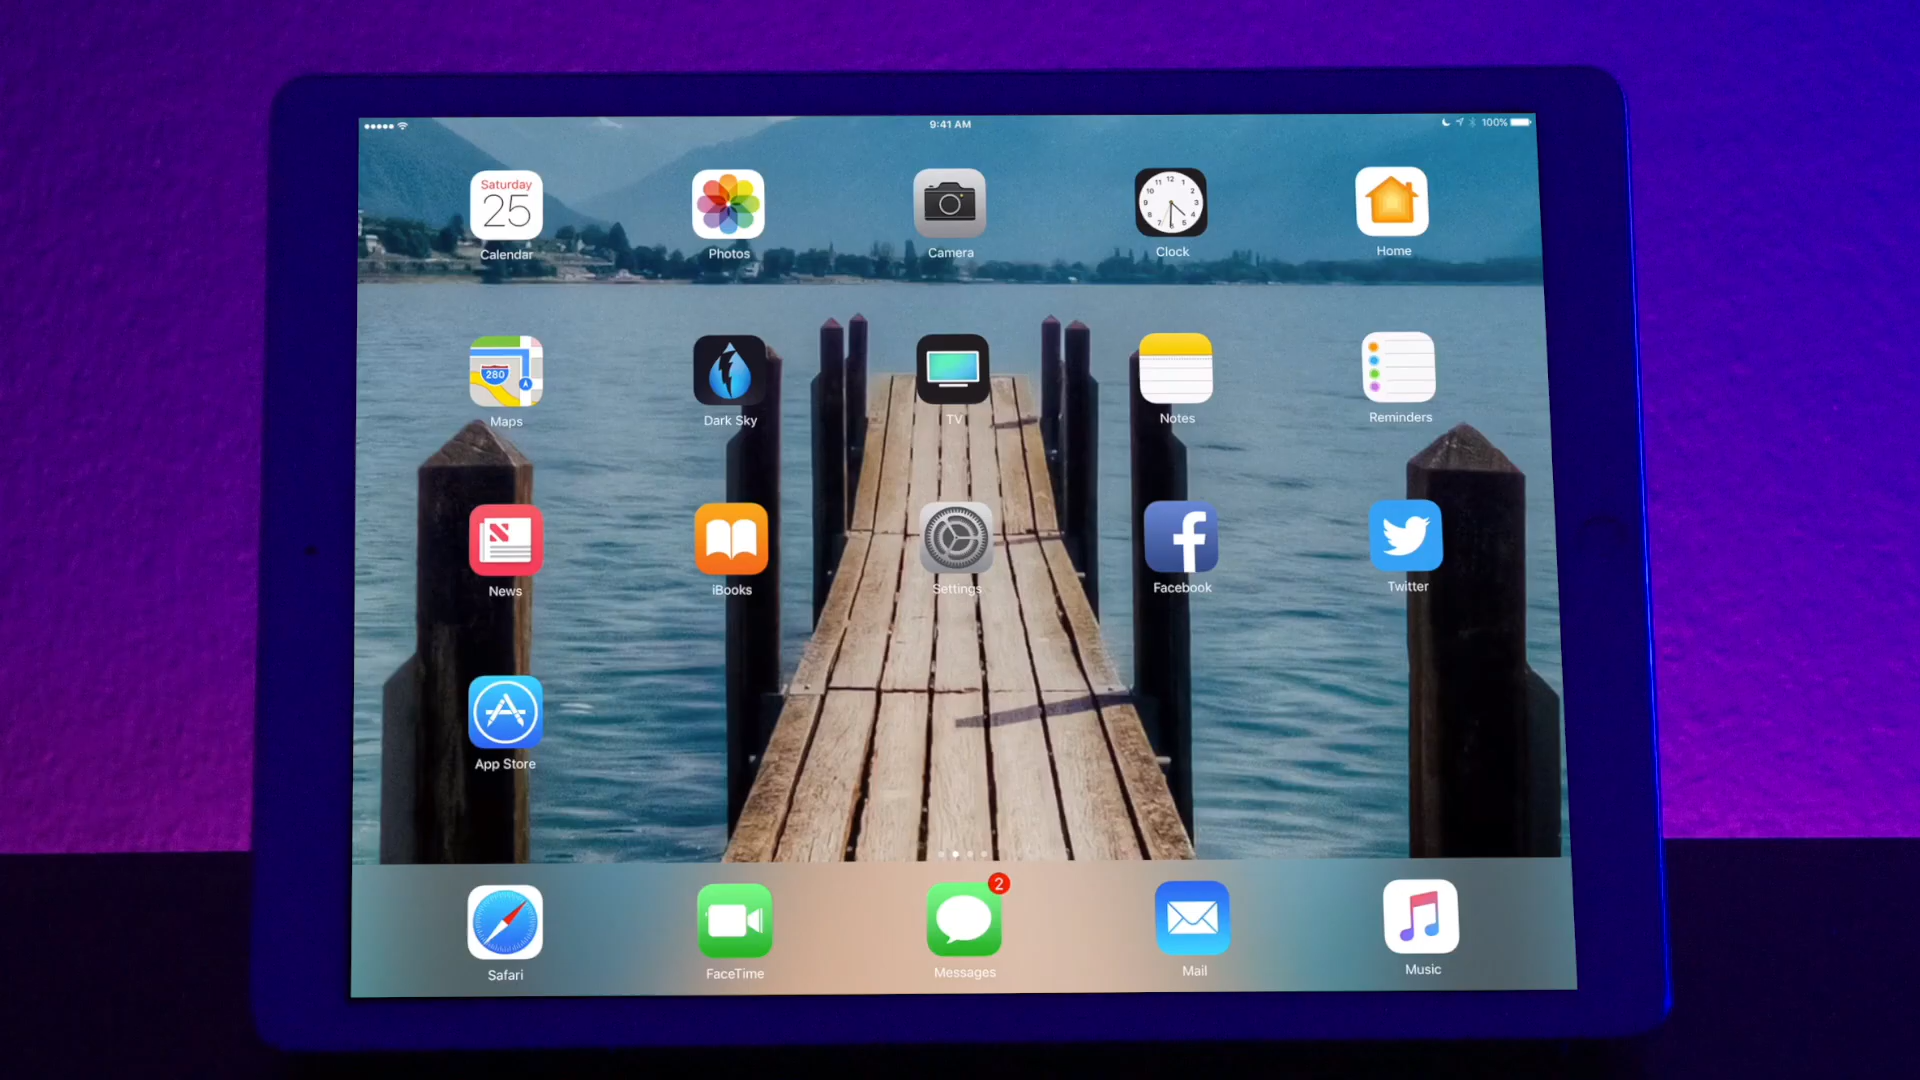 9:41 AM
100%
Saturday
25
Calendar
Photos
Camera
Clock
Home
280
Maps
Dark Sky
TV
Notes
Reminders
News
iBooks
Settings
Facebook
Twitter
App Store
2
Safari
FaceTime
Messages
Mail
Music